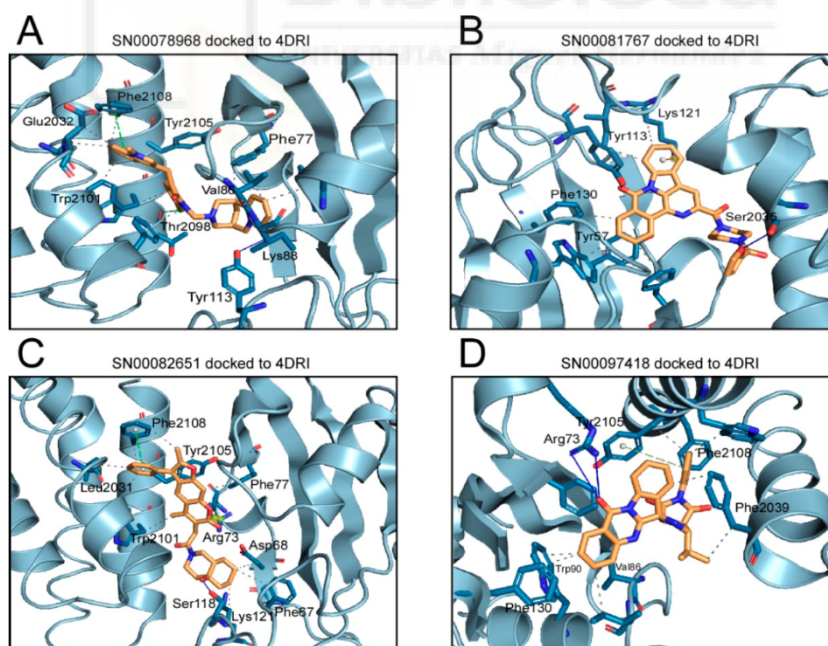 A
SN00078968 docked to 4DRI
Phe2108
Glu2032
Tyr2105
Phe77
Trp2101
Val86
Thr2098
Lys88
Tyr113
B
SN00081767 docked to 4DRI
Lys121
Tyr113
Phe130
Ser2035
Tyr57
C
SN00082651 docked to 4DRI
Phe2108
Tyr2105
Leu2031
Phe77
Trp2101
Arg73
Asp68
Ser118
Lys121
Phe67
D
SN00097418 docked to 4DRI
Tyr2105
Arg73
Phe2108
Phe2039
Trp90
Val86
Phe130